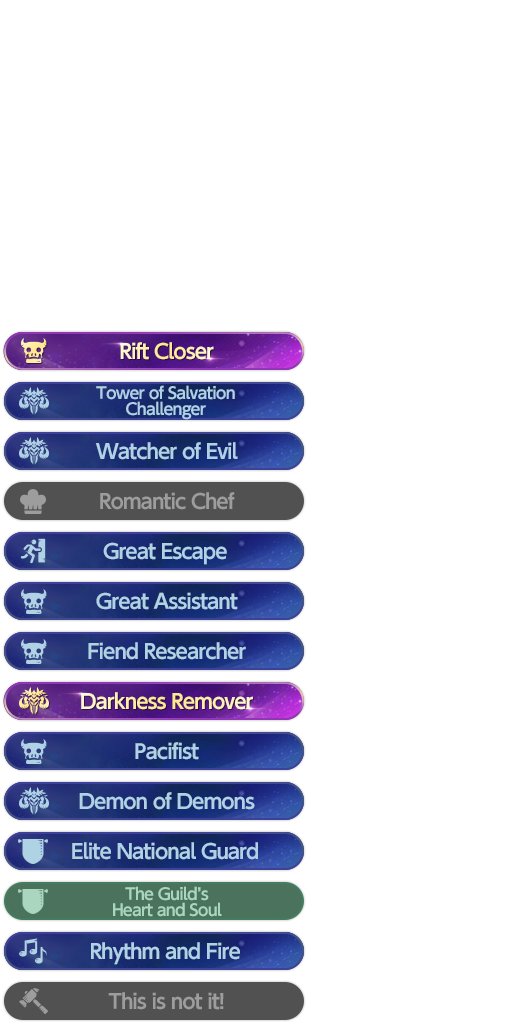 Rift Closer
Tower of Salvation
Challenger
Watcher of Evil
Romantic Chef
Great Escape
Great Assistant
Fiend Researcher
Darkness Remover
Pacifist
Demon of Demons
Elite National Guard
The Guild's
Heart and Soul
Rhythm and Fire
This is not it!